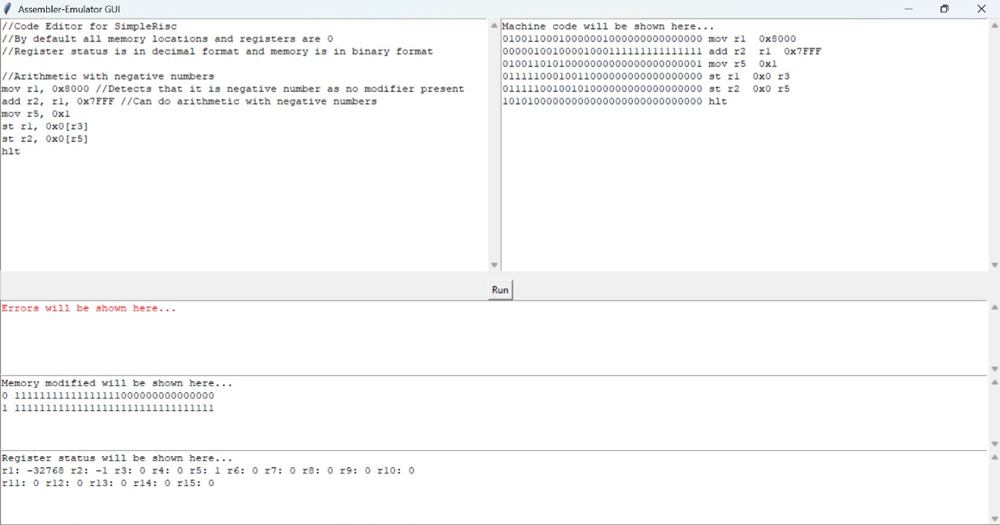 Assembler-Emulator GUI
//Code Editor for SimpleRisc
//By default all memory locations and registers are 0
//Register status is in decimal format and memory is in binary format
//Arithmetic with negative numbers
mov r1, 0x8000 //Detects that it is negative number as no modifier present
add r2, r1, 0x7FFF //Can do arithmetic with negative numbers
mov r5, 0x1
st r1, 0x0[r3]
st r2, 0x0[r5]
hlt
Machine code will be shown here...
01001100010000001000000000000000 mov r1  0x8000
00000100100001000111111111111111 add r2  r1  0x7FFF
01001101010000000000000000000001 mov r5  0x1
01111100010011000000000000000000 st r1  0x0 r3
01111100100101000000000000000000 st r2  0x0 r5
10101000000000000000000000000000 hlt
Run
Errors will be shown here...
Memory modified will be shown here...
0 11111111111111111000000000000000
1 11111111111111111111111111111111
Register status will be shown here...
r1: -32768 r2: -1 r3: 0 r4: 0 r5: 1 r6: 0 r7: 0 r8: 0 r9: 0 r10: 0
r11: 0 r12: 0 r13: 0 r14: 0 r15: 0